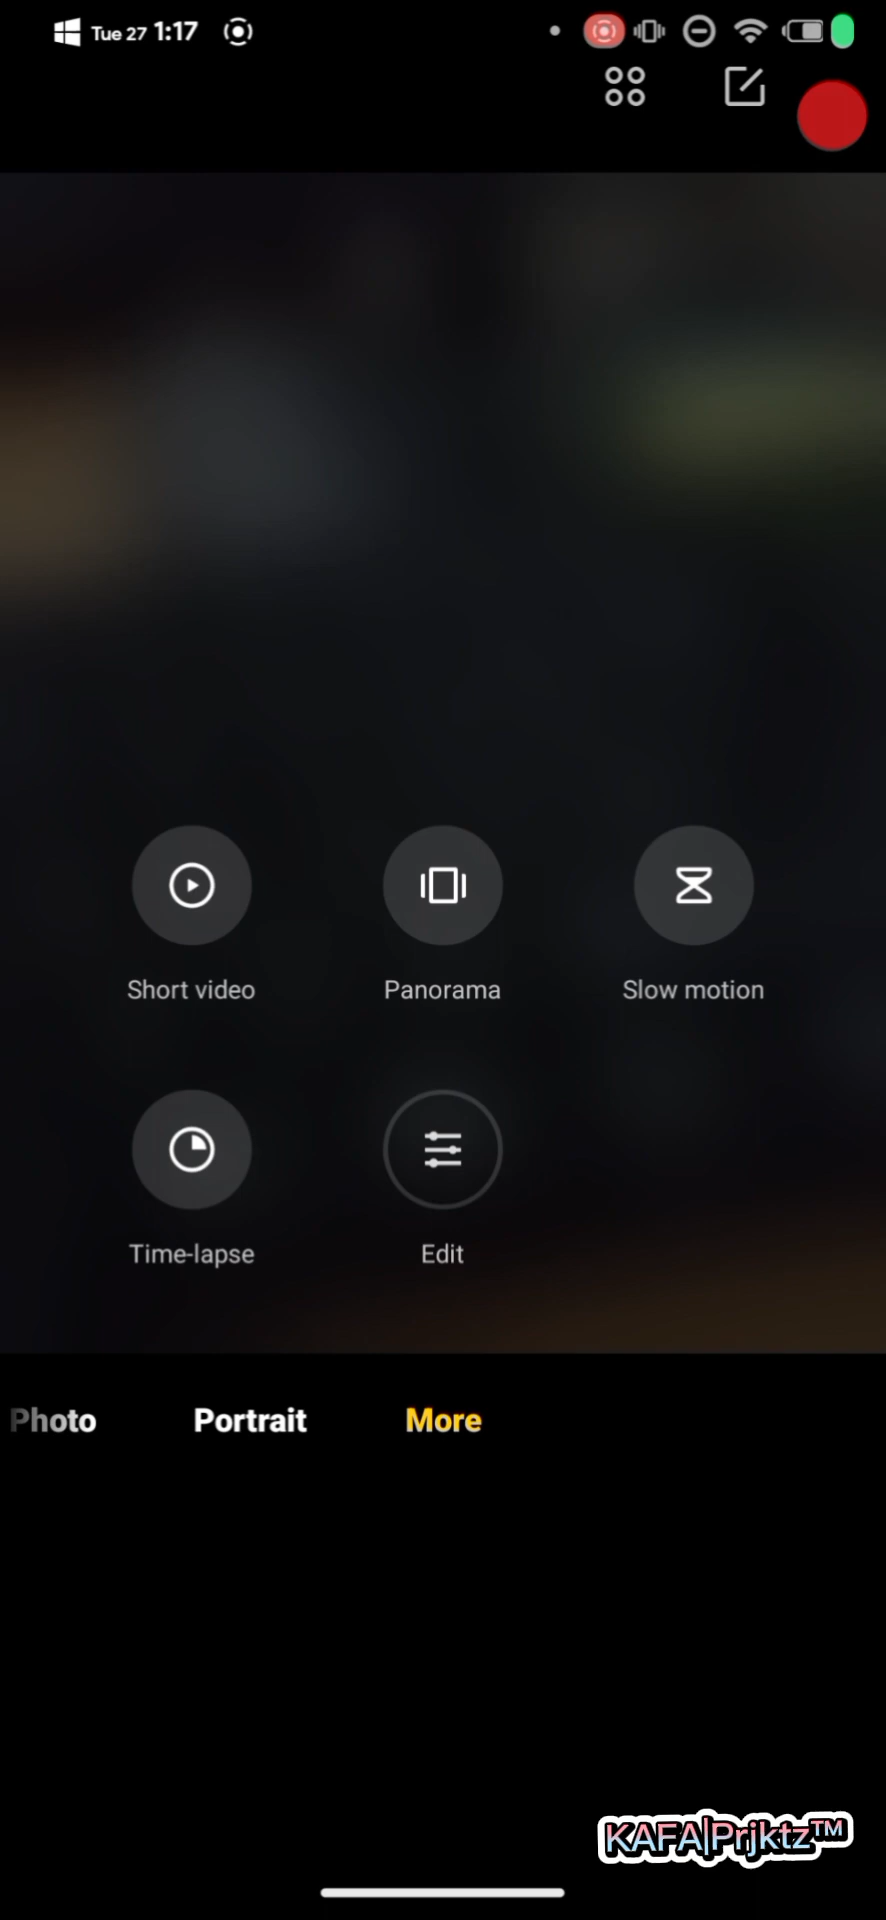 Tue 27 1:17
Short video
Panorama
Slow motion
Time-lapse
Edit
Photo
Portrait
More
KAFA|Prjktz™